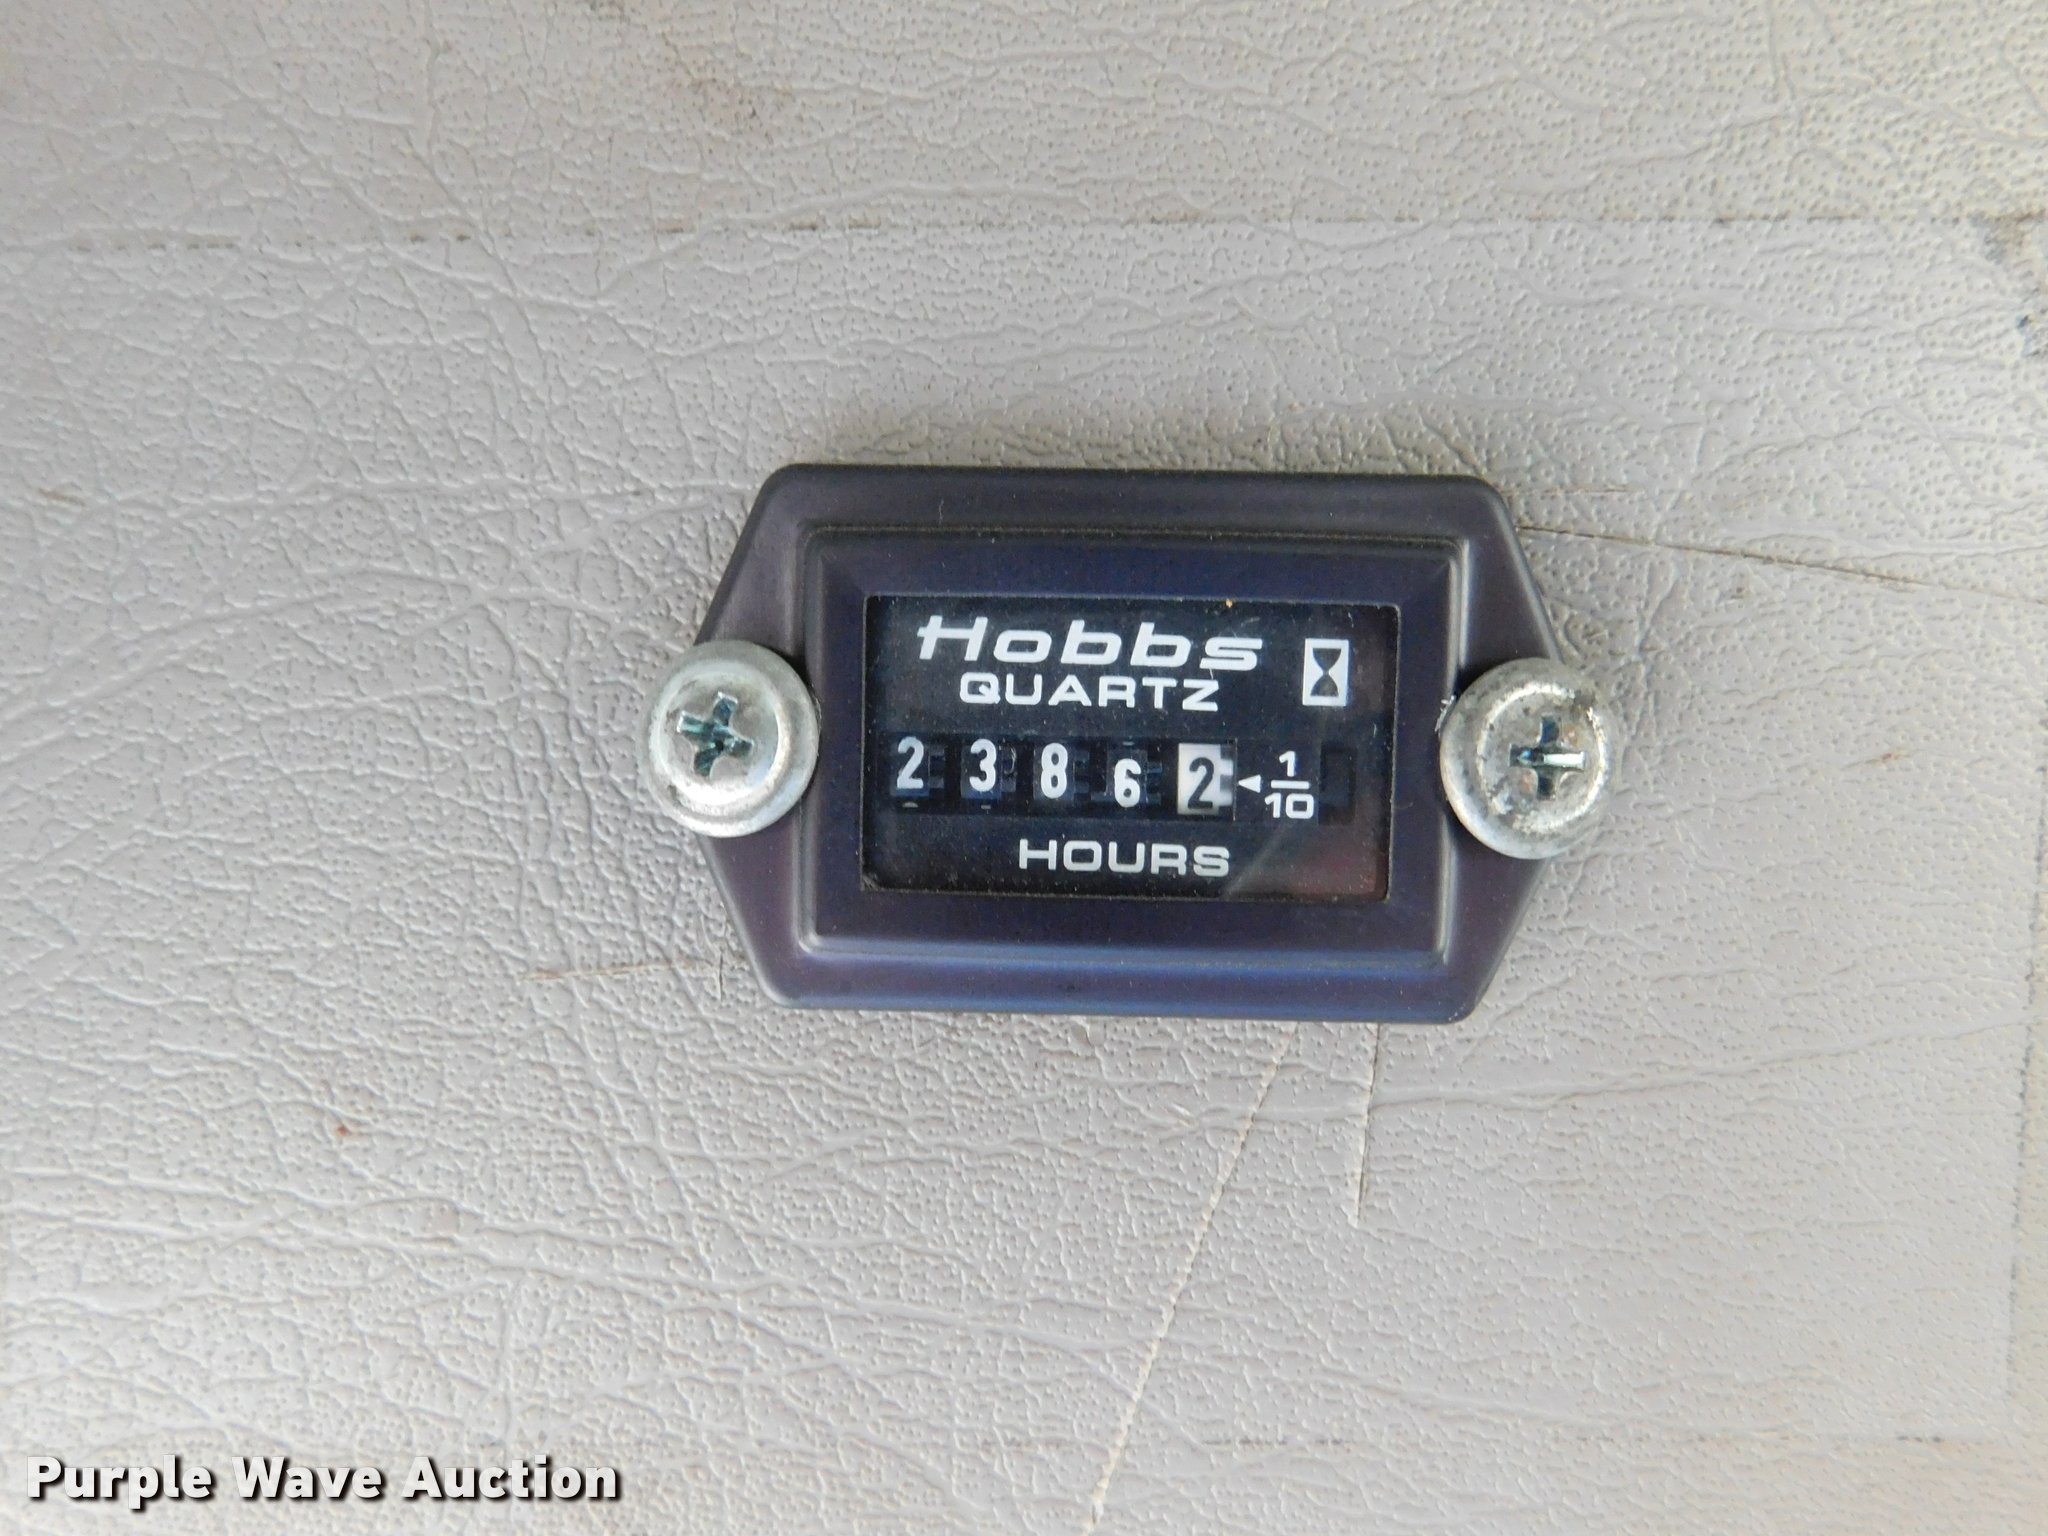 Hobbs
QUARTZ
2 3 8 6 2 ◄ 1/10
HOURS
Purple Wave Auction